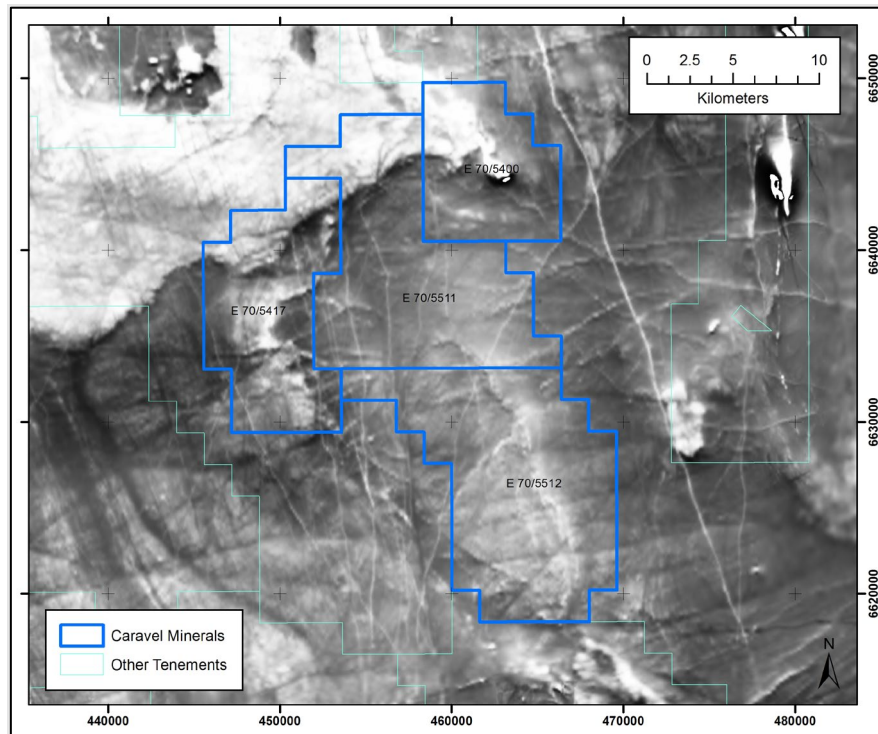 0 2.5 5 10
Kilometers
6650000
E 70/5400
6640000
E 70/5511
E 70/5417
6630000
E 70/5512
6620000
Caravel Minerals
Other Tenements
N
440000 450000 460000 470000 480000